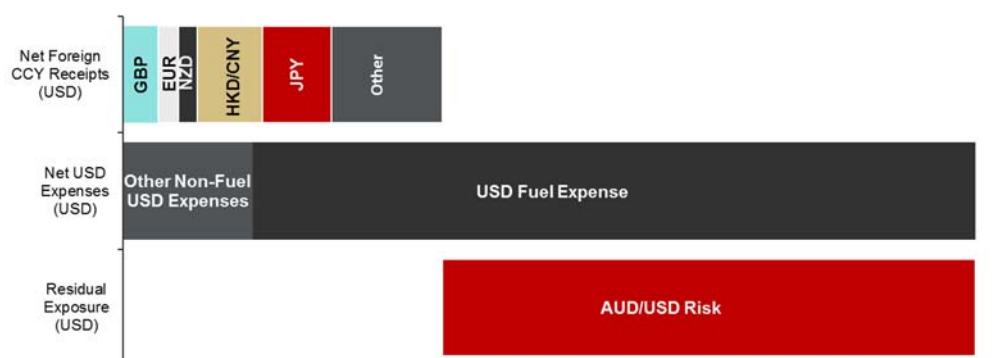 Net Foreign
CCY Receipts
(USD)
GBP
EUR
NZD
HKD/CNY
JPY
Other
Net USD
Expenses
(USD)
Other Non-Fuel
USD Expenses
USD Fuel Expense
Residual
Exposure
(USD)
AUD/USD Risk